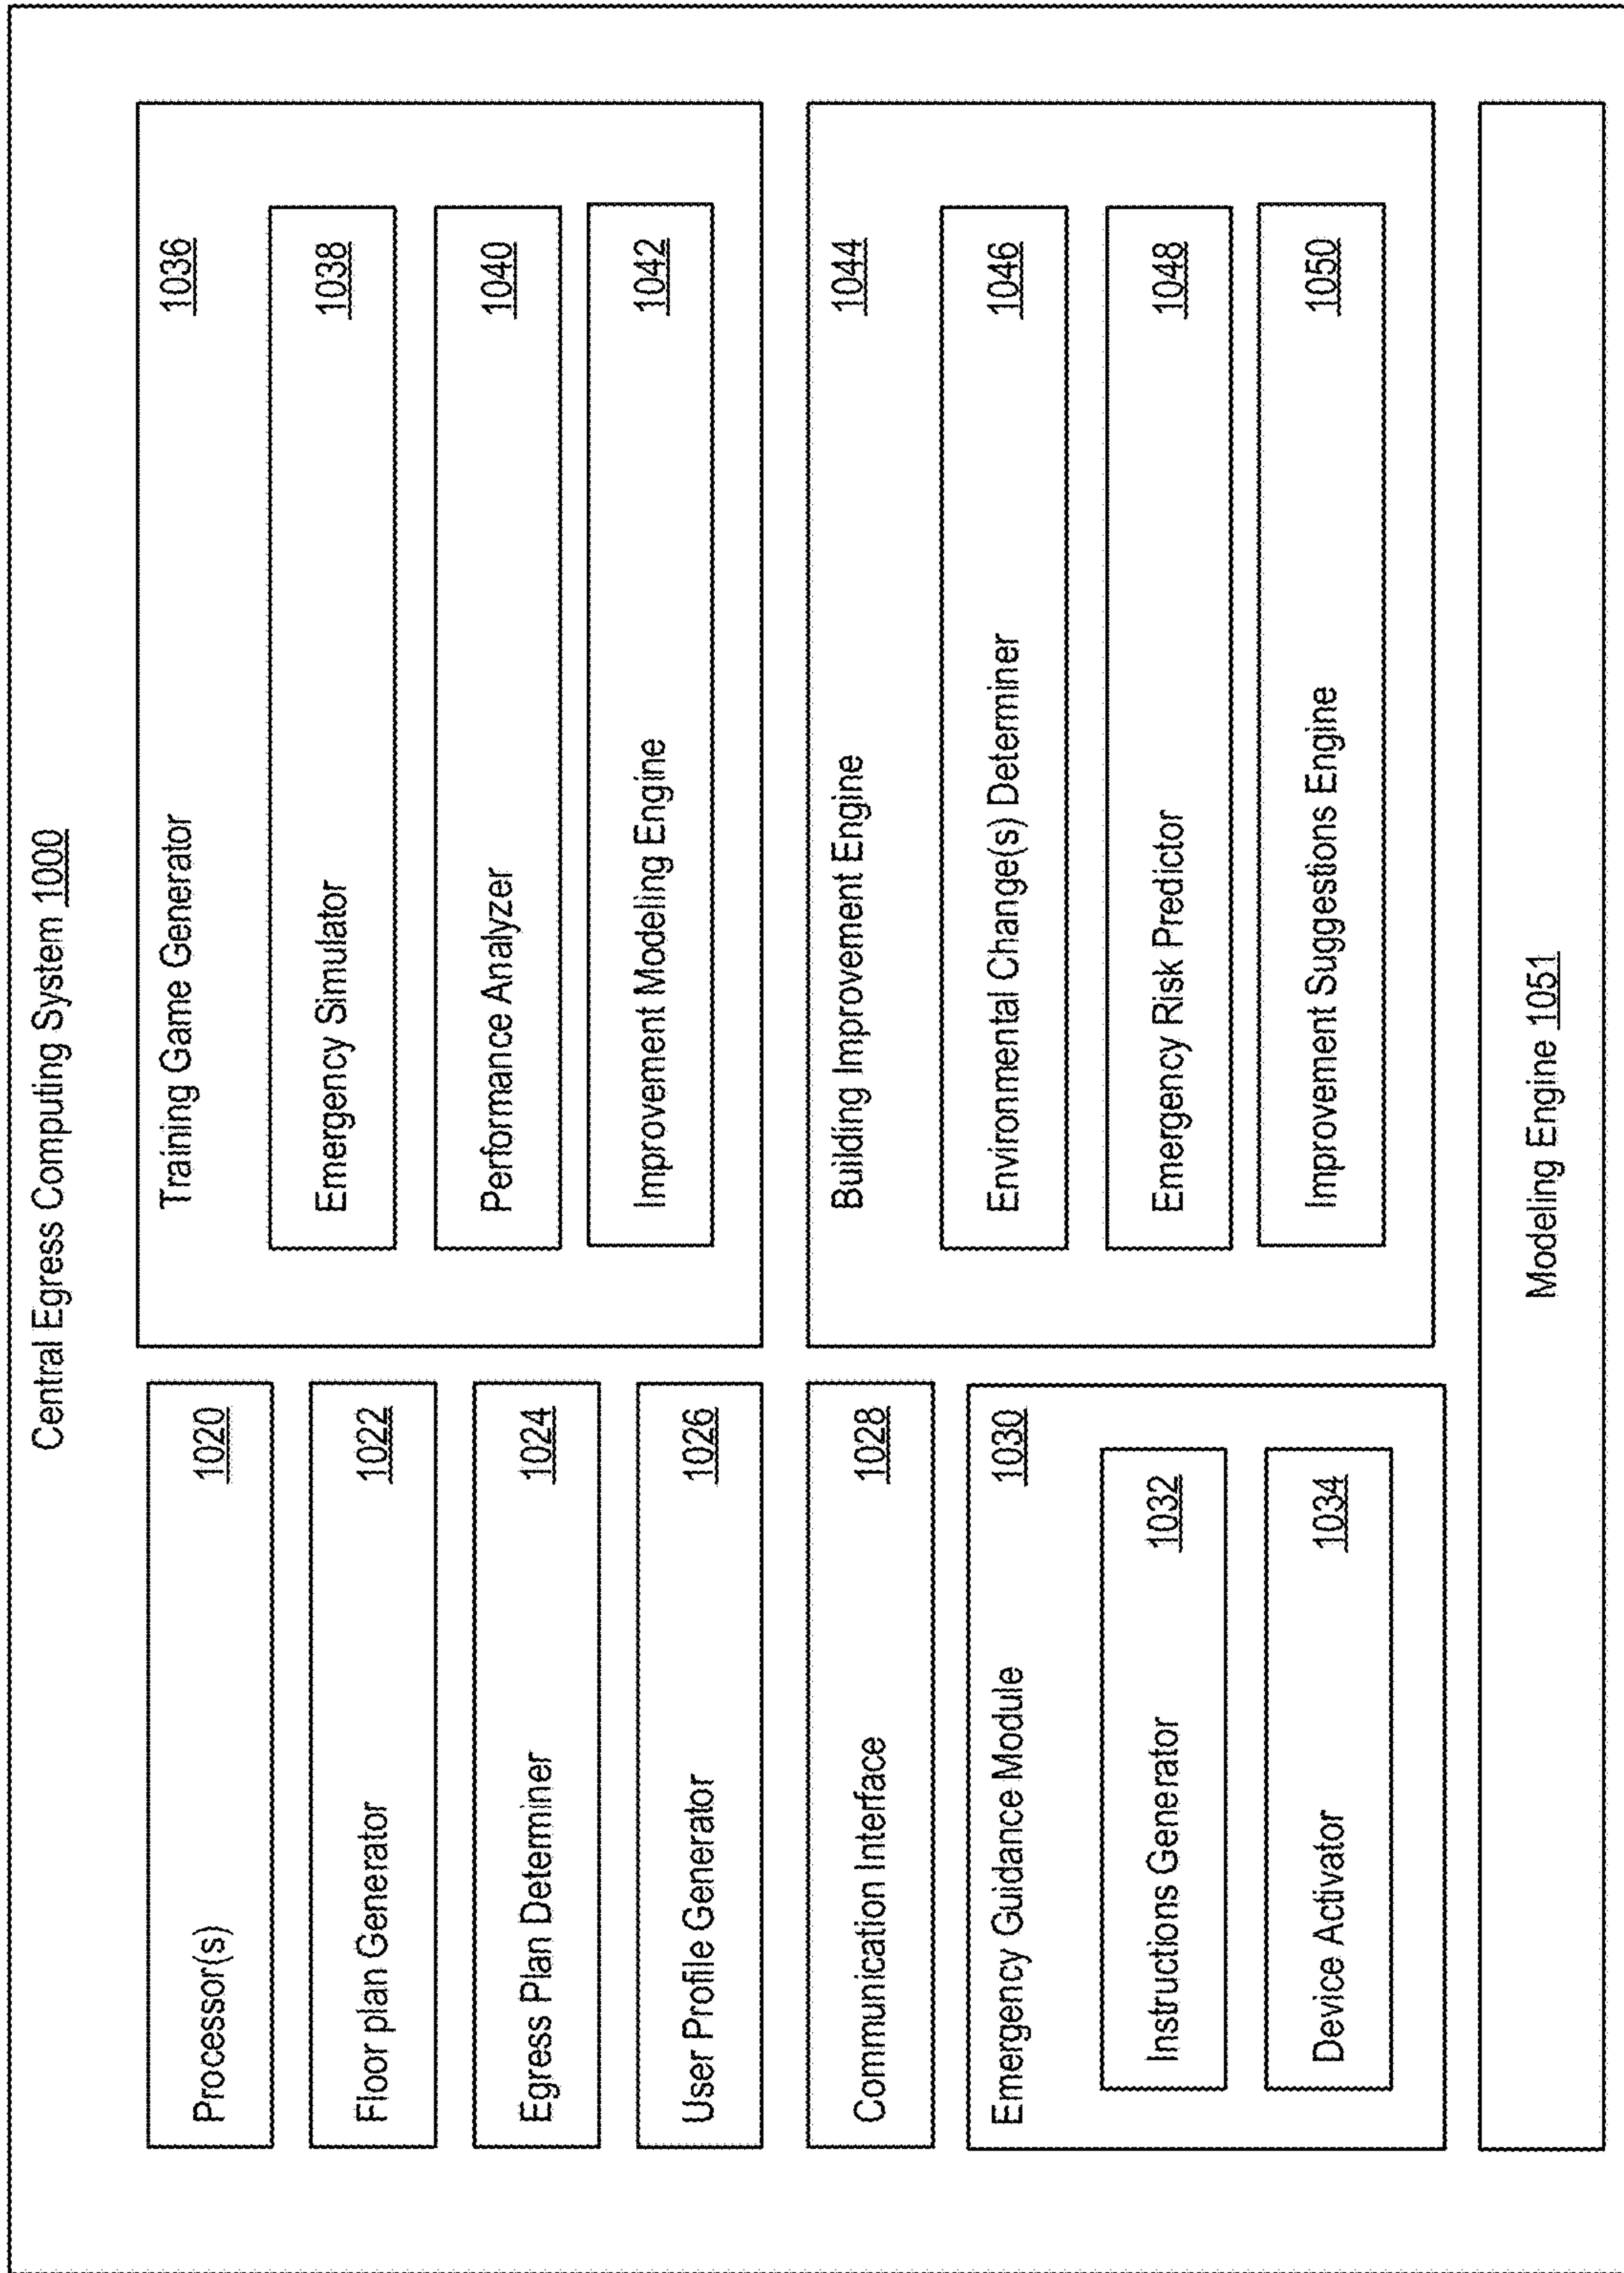 Central Egress Computing System 1000
Processor(s) 1020
Floor plan Generator 1022
Egress Plan Determiner 1024
User Profile Generator 1026
Communication Interface 1028
Emergency Guidance Module 1030
Instructions Generator 1032
Device Activator 1034
Training Game Generator 1036
Emergency Simulator 1038
Performance Analyzer 1040
Improvement Modeling Engine 1042
Building Improvement Engine 1044
Environmental Change(s) Determiner 1046
Emergency Risk Predictor 1048
Improvement Suggestions Engine 1050
Modeling Engine 1051